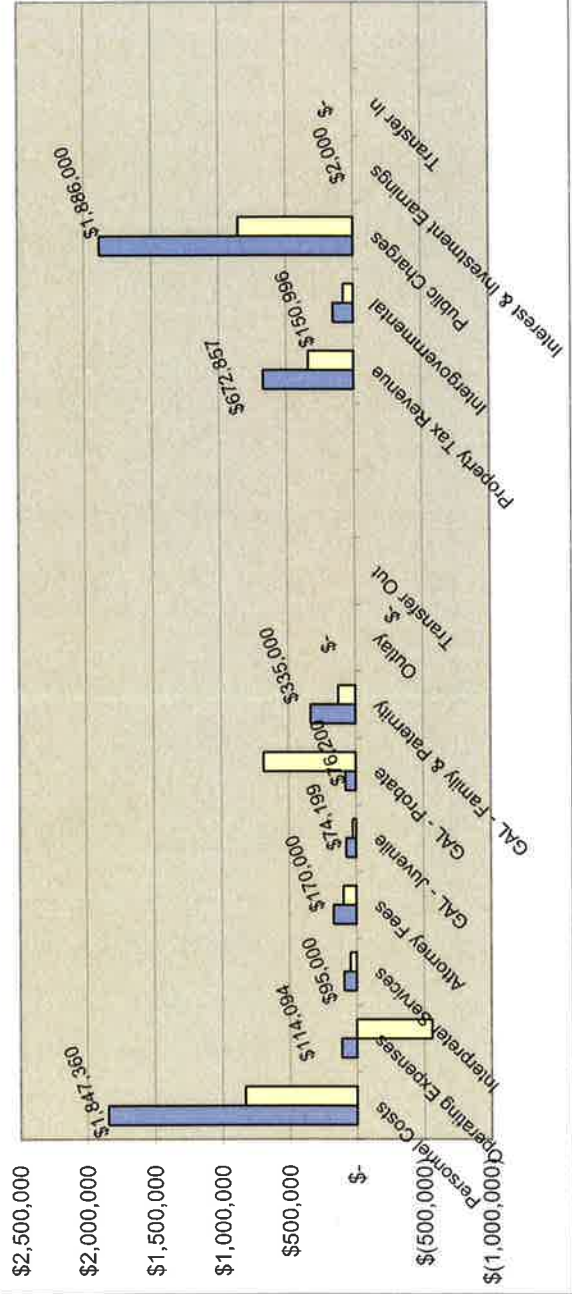 $2,500,000
$2,000,000
$1,500,000
$1,000,000
$500,000
$-
$(500,000)
$(1,000,000)
$1,847,360
$114,094
$95,000
$170,000
$74,199
$76,200
$335,000
$-
$-
$672,857
$150,996
$1,886,000
$2,000
$-
Personnel Costs
Operating Expenses
Interpreter Services
Attorney Fees
GAL - Juvenile
GAL - Probate
GAL - Family & Paternity
Outlay
Transfer Out
Property Tax Revenue
Intergovernmental
Public Charges
Interest & Investment Earnings
Transfer In